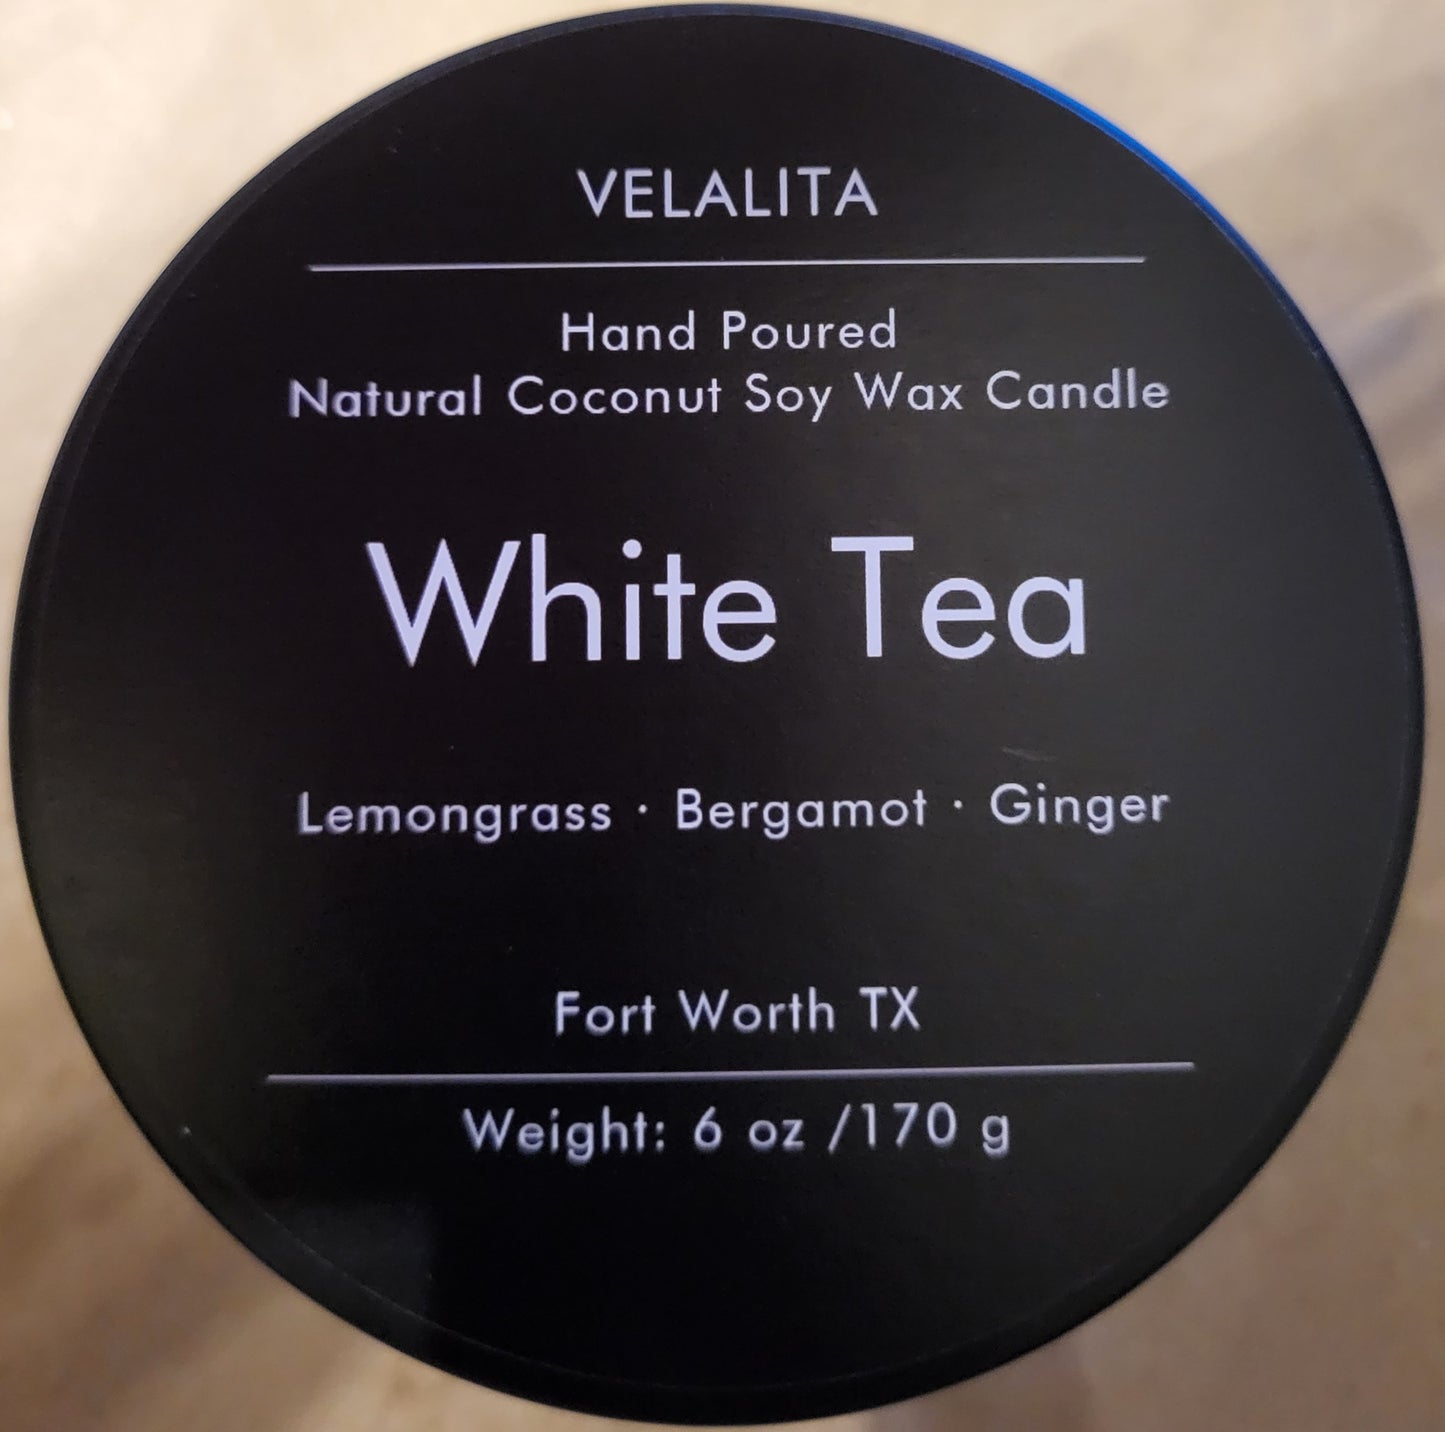 VELALITA
Hand Poured
Natural Coconut Soy Wax Candle
White Tea
Lemongrass · Bergamot · Ginger
Fort Worth TX
Weight: 6 oz /170 g